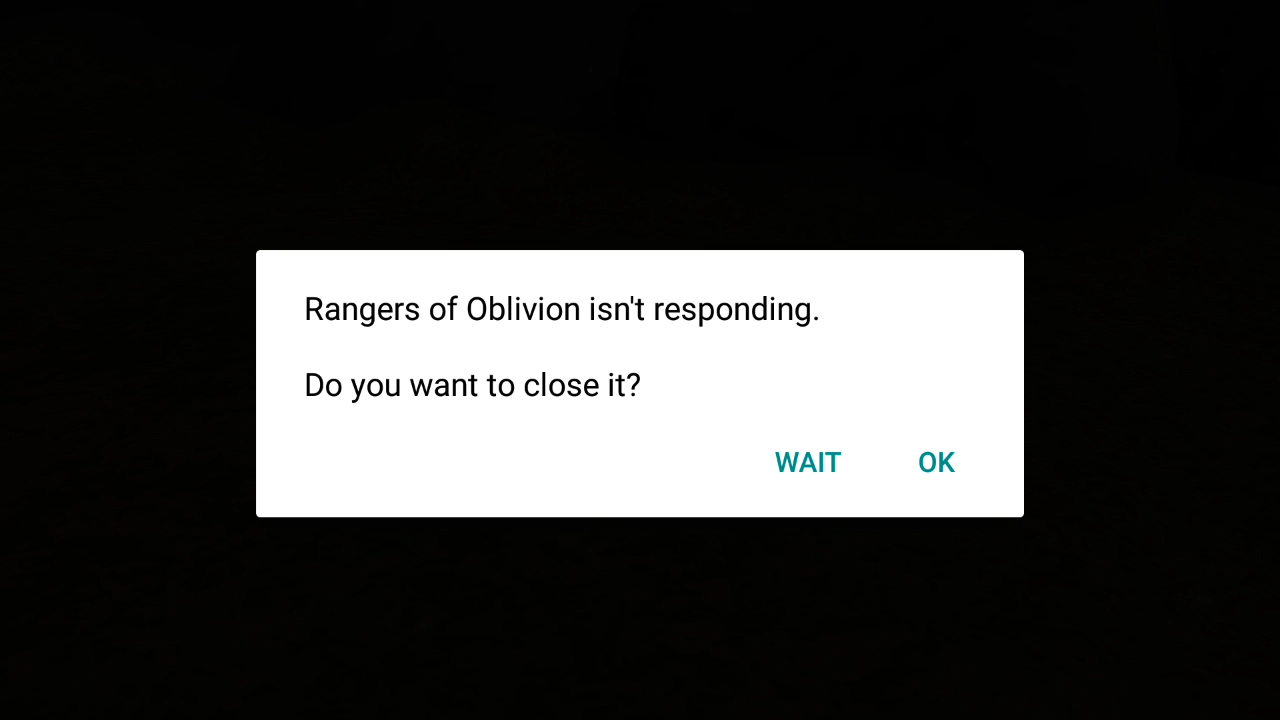 Rangers of Oblivion isn't responding.
Do you want to close it?
WAIT OK